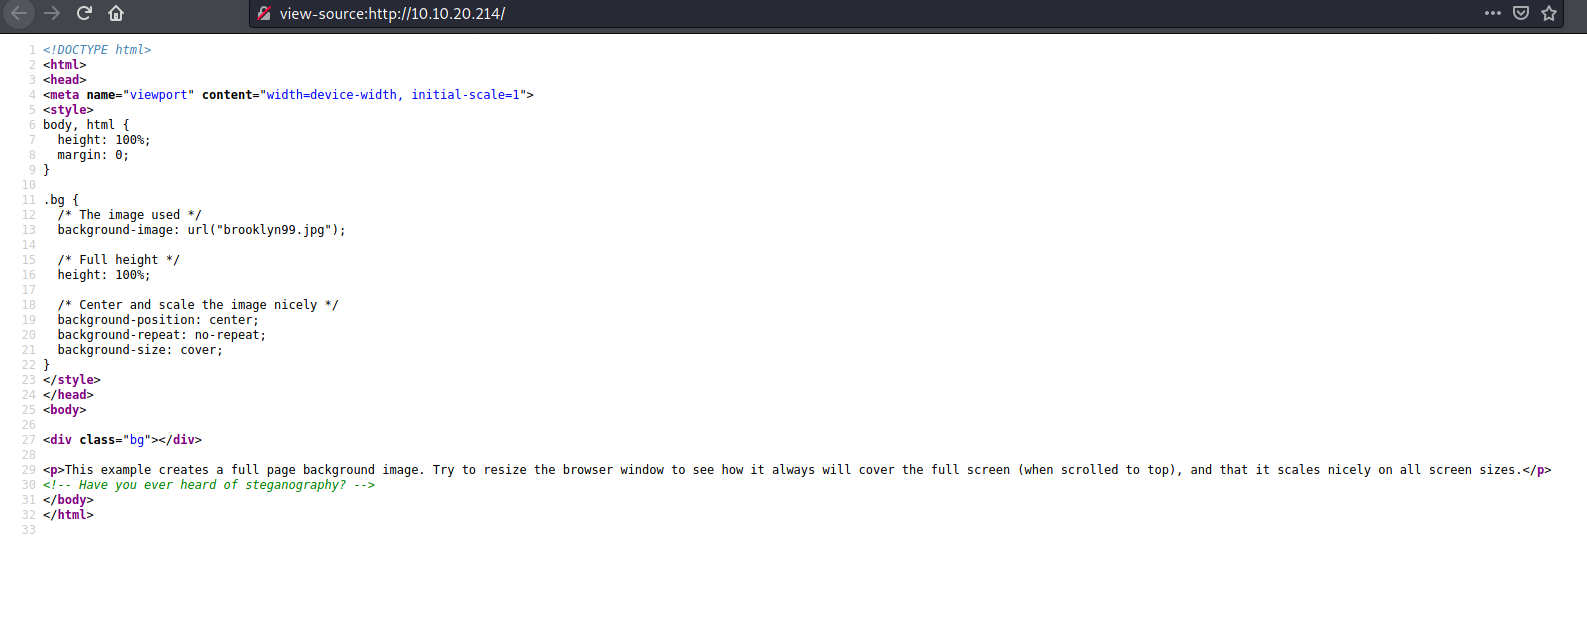 view-source:http://10.10.20.214/
1 <!DOCTYPE html>
2 <html>
3 <head>
4 <meta name="viewport" content="width=device-width, initial-scale=1">
5 <style>
6 body, html {
7   height: 100%;
8   margin: 0;
9 }
10
11 .bg {
12   /* The image used */
13   background-image: url("brooklyn99.jpg");
14
15   /* Full height */
16   height: 100%;
17
18   /* Center and scale the image nicely */
19   background-position: center;
20   background-repeat: no-repeat;
21   background-size: cover;
22 }
23 </style>
24 </head>
25 <body>
26
27 <div class="bg"></div>
28
29 <p>This example creates a full page background image. Try to resize the browser window to see how it always will cover the full screen (when scrolled to top), and that it scales nicely on all screen sizes.</p>
30 <!-- Have you ever heard of steganography? -->
31 </body>
32 </html>
33